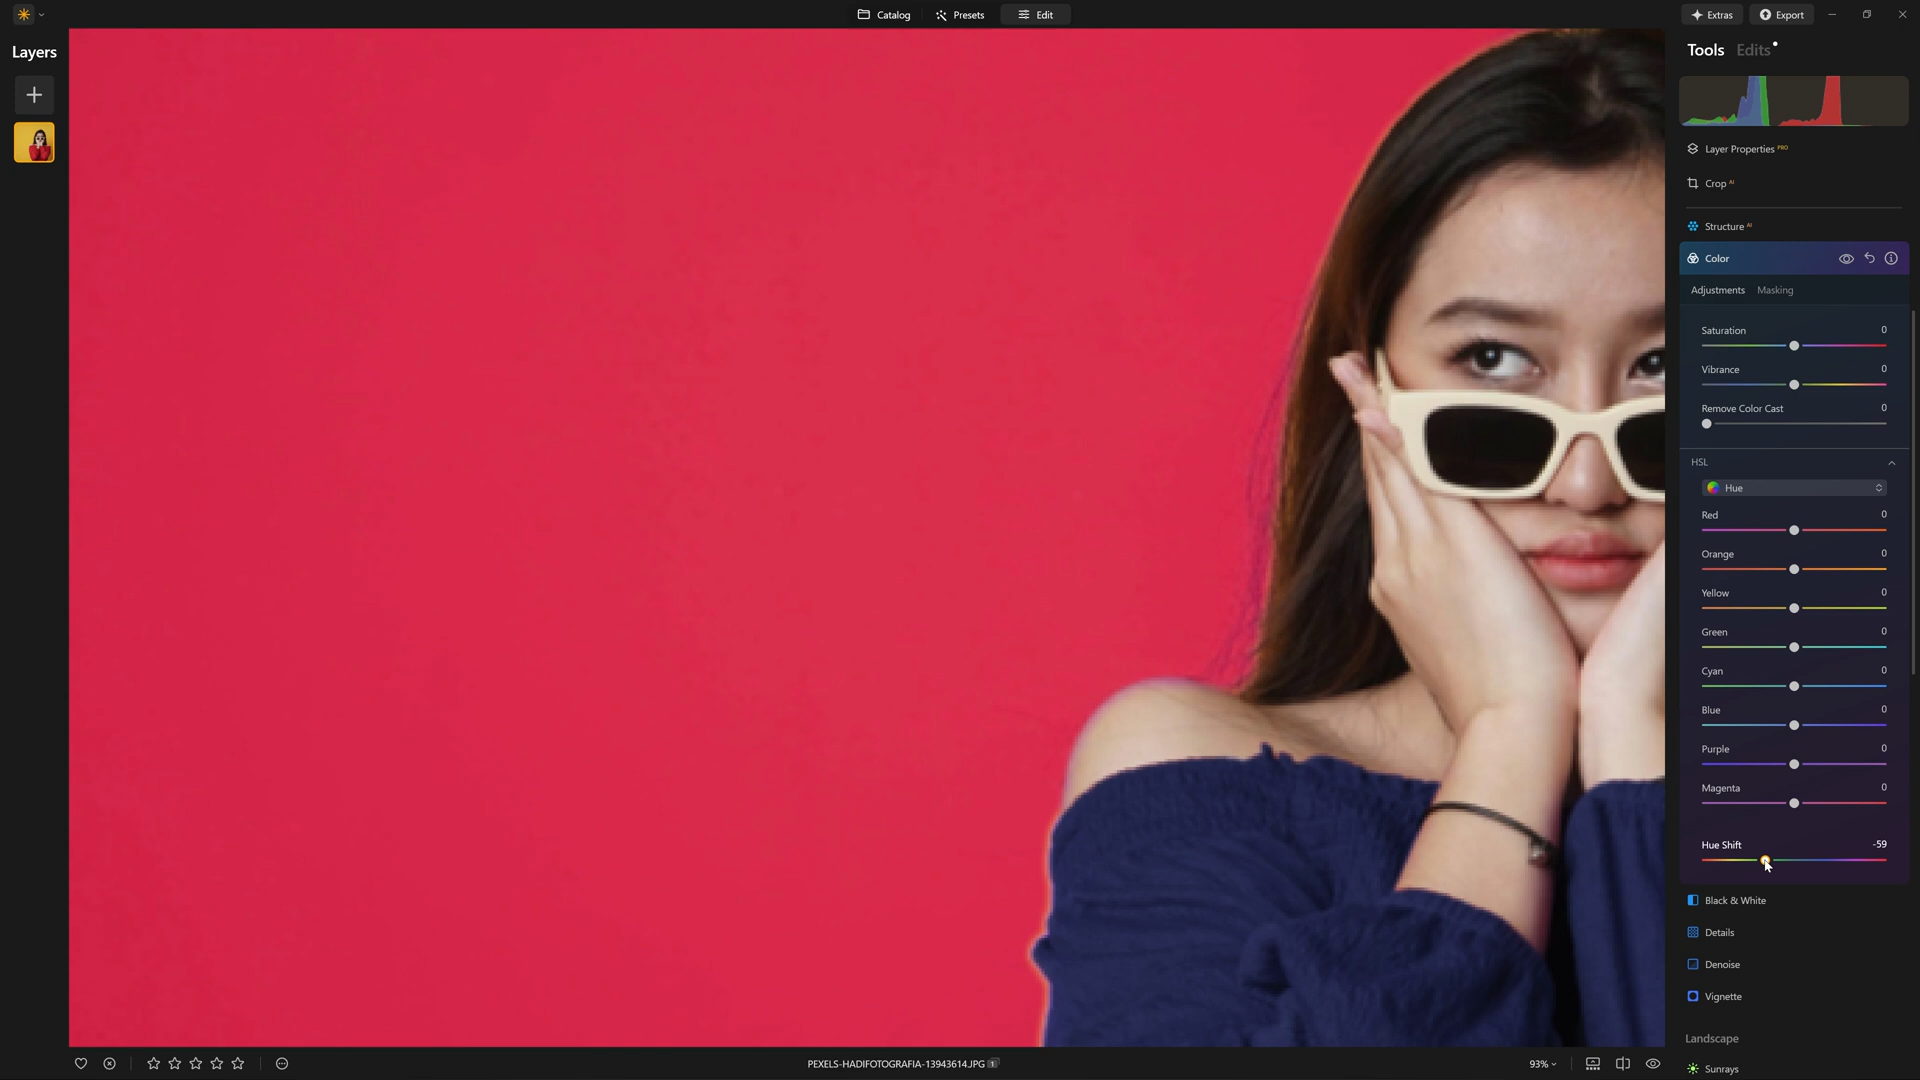 Catalog
Presets
Edit
Extras
Export
Layers
Tools
Edits
Layer Properties PRO
Crop AI
Structure AI
Color
Adjustments
Masking
Saturation 0
Vibrance 0
Remove Color Cast 0
HSL
Hue
Red 0
Orange 0
Yellow 0
Green 0
Cyan 0
Blue 0
Purple 0
Magenta 0
Hue Shift -59
Black & White
Details
Denoise
Vignette
Landscape
Sunrays
PEXELS-HADIFOTOGRAFIA-13943614.JPG 1
93%